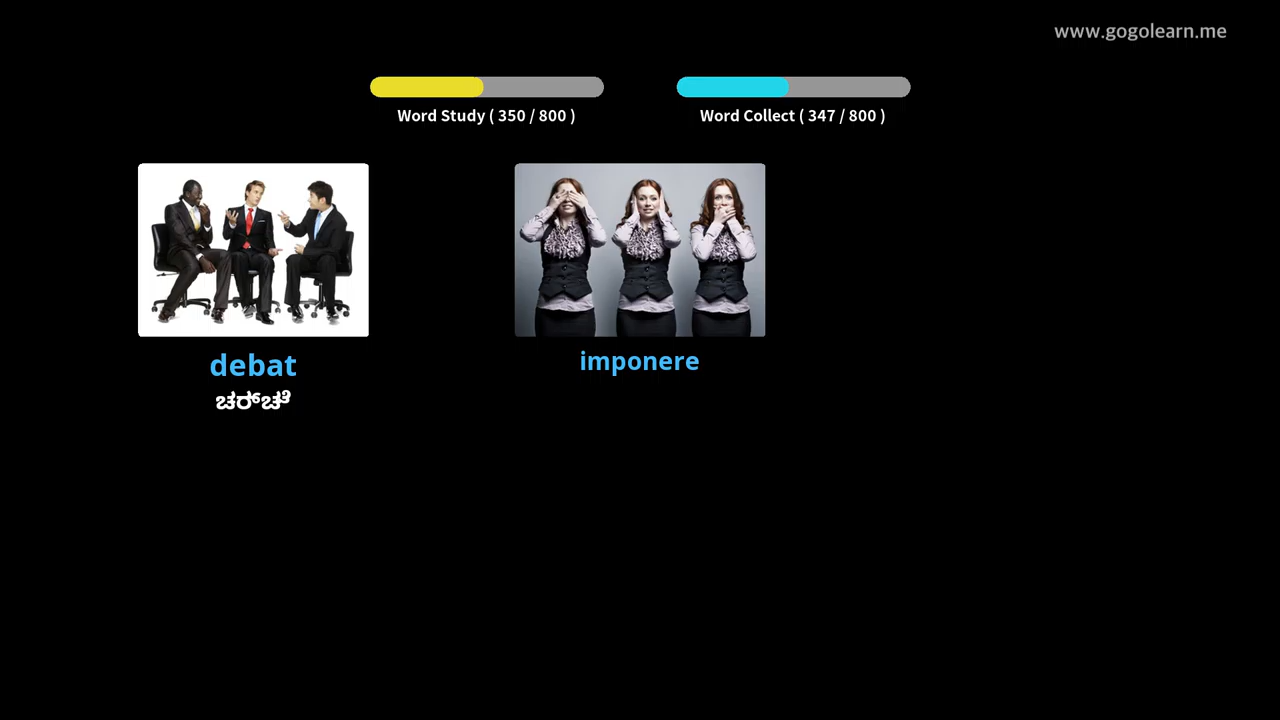 www.gogolearn.me
Word Study ( 350 / 800 )
Word Collect ( 347 / 800 )
debat
ಚರ್ಚೆ
imponere